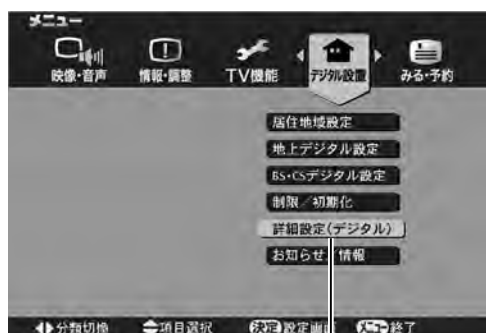 メニュー
映像・音声 情報・調整 TV機能 デジタル設置 みる・予約
居住地域設定
地上デジタル設定
BS・CSデジタル設定
制限/初期化
詳細設定(デジタル)
お知らせ/情報
分類切換 項目選択 決定 設定画面 メニュー 終了